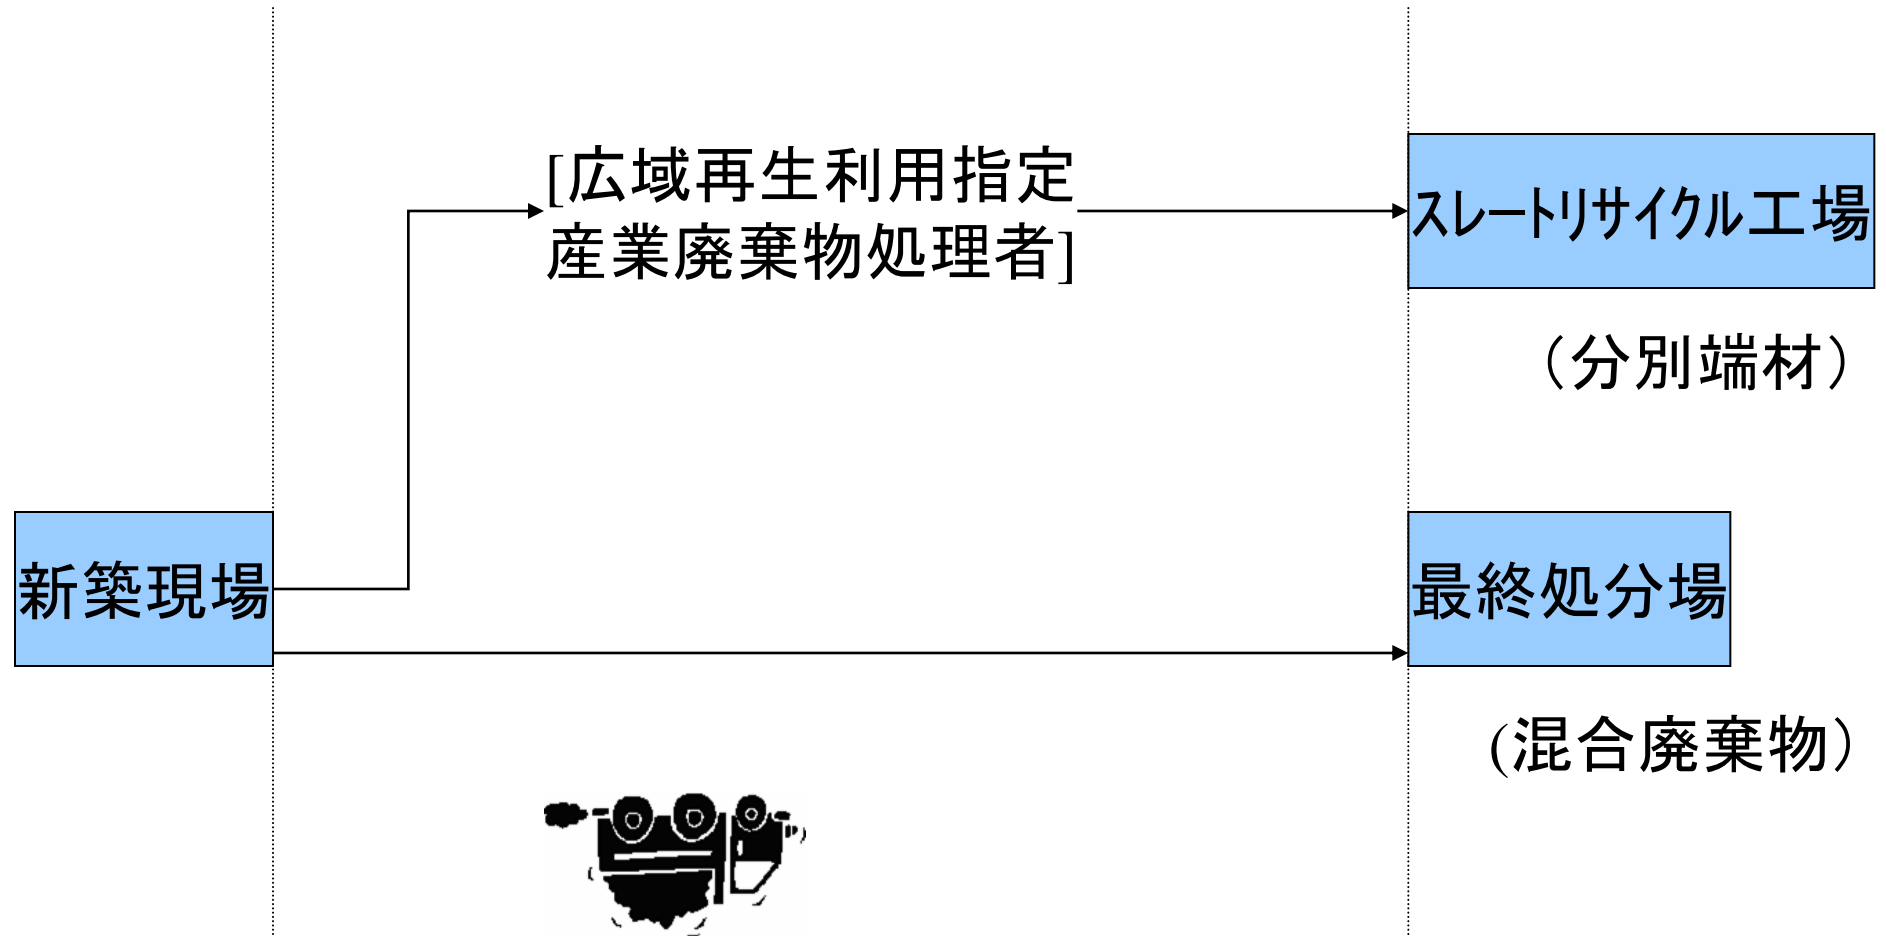 [広域再生利用指定
産業廃棄物処理者]
ｽﾚｰﾄﾘｻｲｸﾙ工場
（分別端材）
新築現場
最終処分場
(混合廃棄物）